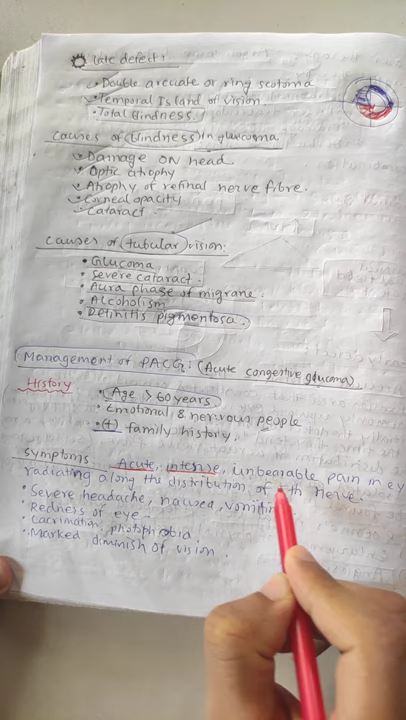 Late defect:
• Double arcuate or ring scotoma
• Temporal Island of vision
• Total blindness.
Causes of blindness in glucoma
Damage ON head.
• Optic atrophy
Atrophy of retinal nerve fibre.
Corneal opacity
Cataract.
Causes of tubular vision:
• Glucoma
• Severe cataract.
• Aura phase of migrane.
• Alcoholism
• Retinitis pigmentosa.
Management of PACG: (Acute congestive glucoma)
History
• Age > 60 years
• Emotional & nervous people
• (+) family history.
Symptoms Acute, intense, unbearable pain in ey
radiating along the distribution of 5th nerve.
• Severe headache, nausea, vomitin
• Redness of eye
• Lacrimation, photophobia
• Marked diminish of vision.